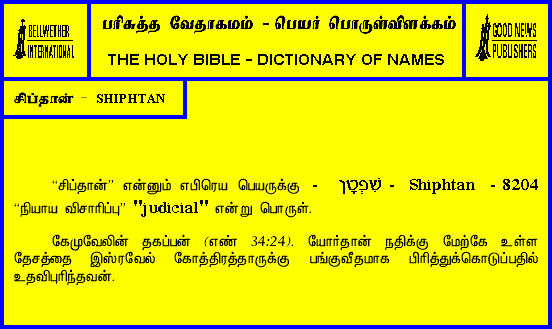 BELLWETHER
INTERNATIONAL
பரிசுத்த வேதாகமம் - பெயர் பொருள்விளக்கம்
THE HOLY BIBLE - DICTIONARY OF NAMES
GOOD NEWS
PUBLISHERS
சிப்தான் - SHIPHTAN
“சிப்தான்” என்னும் எபிரெய பெயருக்கு - שִׁפְטָן - Shiphtan - 8204
“நியாய விசாரிப்பு” "judicial" என்று பொருள்.
கேமுவேலின் தகப்பன் (எண் 34:24). யோர்தான் நதிக்கு மேற்கே உள்ள
தேசத்தை இஸ்ரவேல் கோத்திரத்தாருக்கு பங்குவீதமாக பிரித்துக்கொடுப்பதில்
உதவிபுரிந்தவன்.